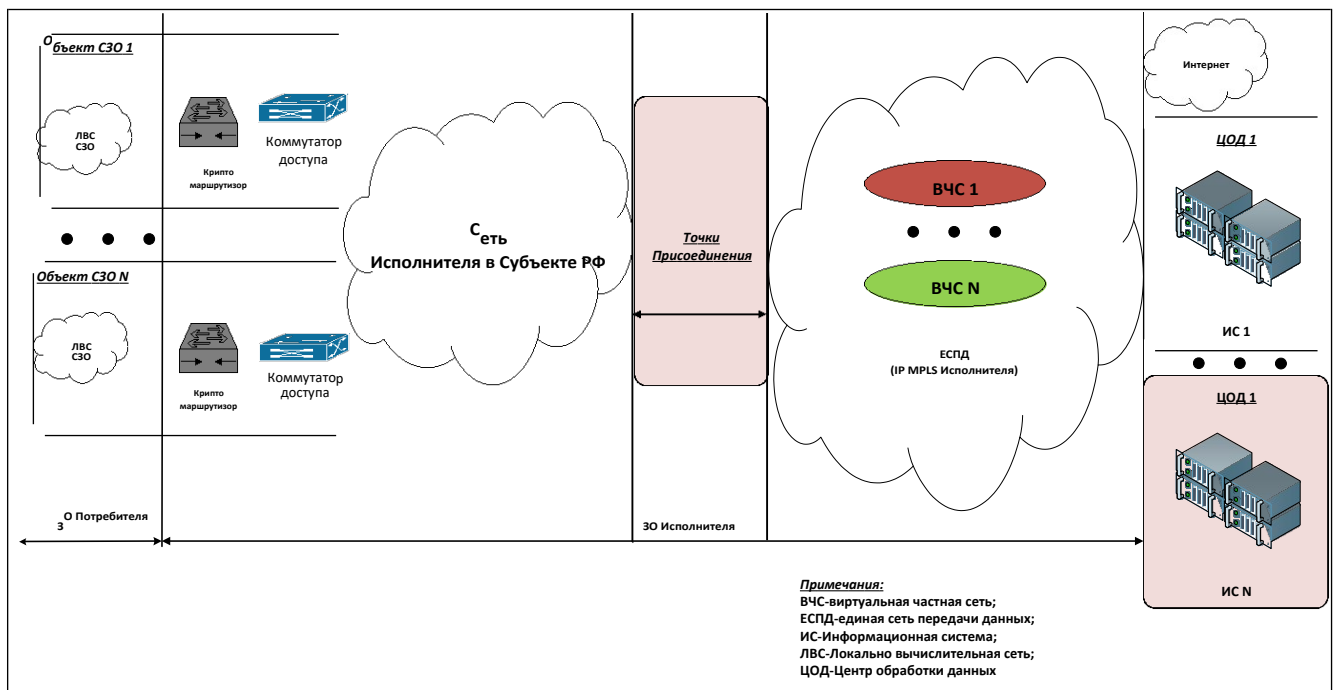 Объект СЗО 1
ЛВС
СЗО
Крипто
маршрутизор
Коммутатор
доступа
Объект СЗО N
ЛВС
СЗО
Крипто
маршрутизор
Коммутатор
доступа
Сеть
Исполнителя в Субъекте РФ
Точки
Присоединения
ВЧС 1
ВЧС N
ЕСПД
(IP MPLS Исполнителя)
Интернет
ЦОД 1
ИС 1
ЦОД 1
ИС N
ЗО Потребителя
ЗО Исполнителя
Примечания:
ВЧС-виртуальная частная сеть;
ЕСПД-единая сеть передачи данных;
ИС-Информационная система;
ЛВС-Локально вычислительная сеть;
ЦОД-Центр обработки данных